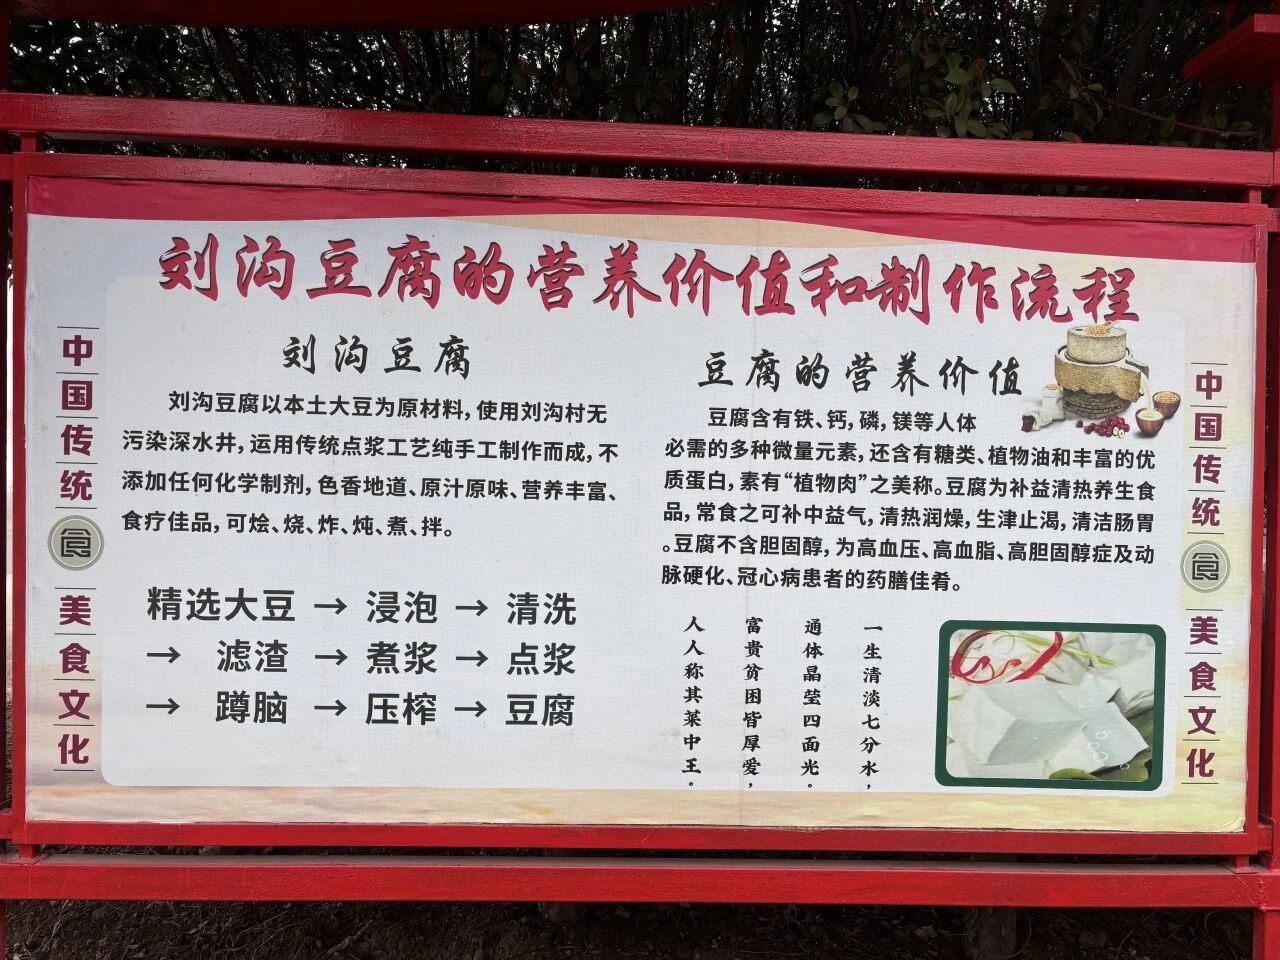 刘沟豆腐的营养价值和制作流程
中国传统
食
美食文化
刘沟豆腐
刘沟豆腐以本土大豆为原材料,使用刘沟村无
污染深水井,运用传统点浆工艺纯手工制作而成,不
添加任何化学制剂,色香地道、原汁原味、营养丰富、
食疗佳品,可烩、烧、炸、炖、煮、拌。
精选大豆 → 浸泡 → 清洗
→ 滤渣 → 煮浆 → 点浆
→ 蹲脑 → 压榨 → 豆腐
豆腐的营养价值
豆腐含有铁、钙,磷,镁等人体
必需的多种微量元素,还含有糖类、植物油和丰富的优
质蛋白,素有“植物肉”之美称。豆腐为补益清热养生食
品,常食之可补中益气,清热润燥,生津止渴,清洁肠胃
。豆腐不含胆固醇,为高血压、高血脂、高胆固醇症及动
脉硬化、冠心病患者的药膳佳肴。
一生清淡七分水,
通体晶莹四面光。
富贵贫困皆厚爱,
人人称其菜中王。
中国传统
食
美食文化